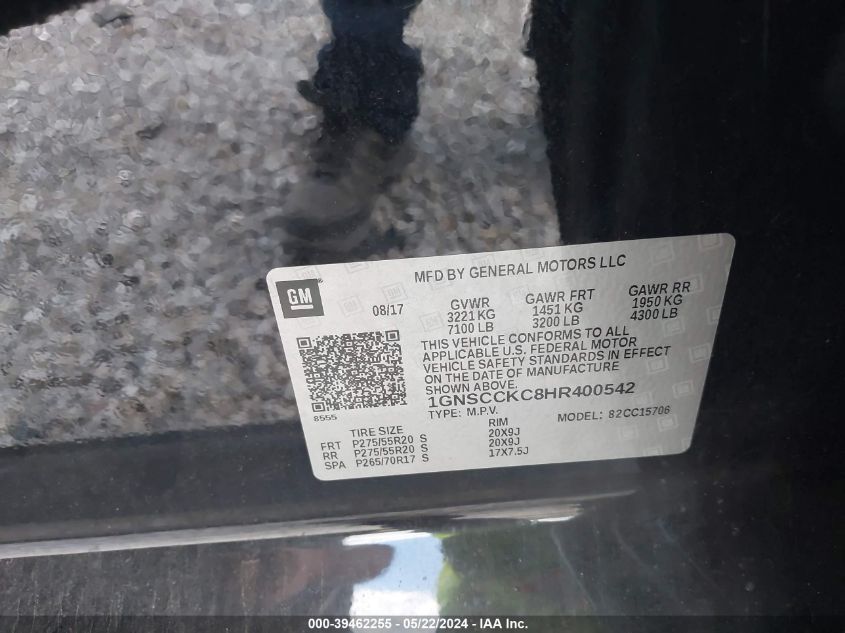 MFD BY GENERAL MOTORS LLC
GM
08/17
GVWR GAWR FRT GAWR RR
3221 KG 1451 KG 1950 KG
7100 LB 3200 LB 4300 LB
THIS VEHICLE CONFORMS TO ALL
APPLICABLE U.S. FEDERAL MOTOR
VEHICLE SAFETY STANDARDS IN EFFECT
ON THE DATE OF MANUFACTURE
SHOWN ABOVE.
1GNSCCKC8HR400542
TYPE: M.P.V. MODEL: 82CC15706
8555
TIRE SIZE RIM
FRT P275/55R20 S 20X9J
RR P275/55R20 S 20X9J
SPA P265/70R17 S 17X7.5J
000-39462255 - 05/22/2024 - IAA Inc.